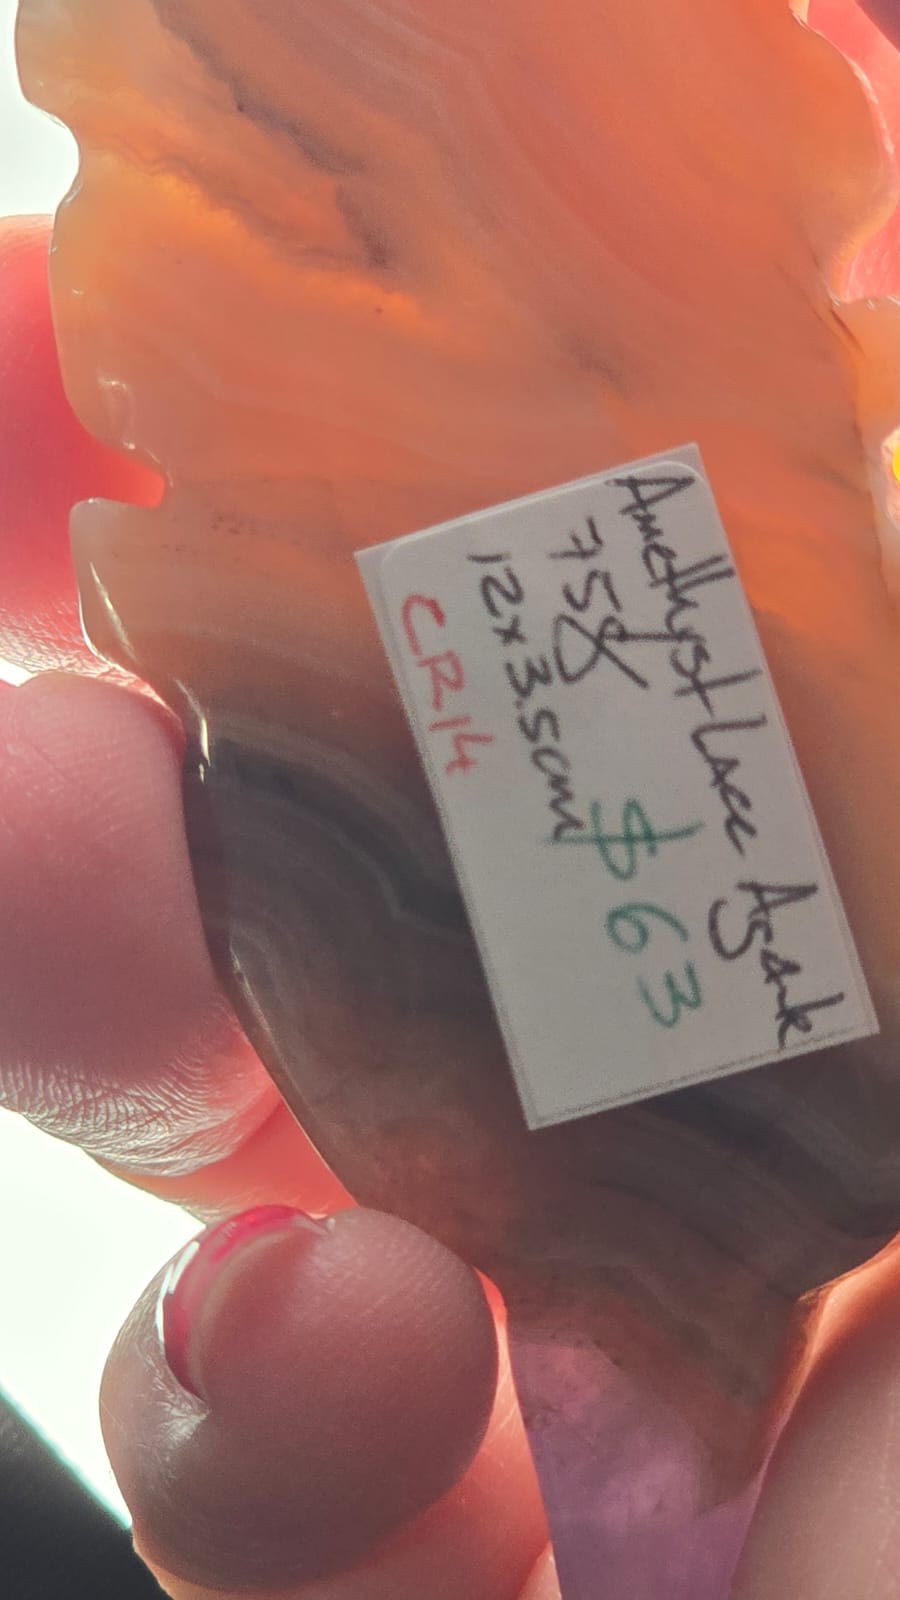 Amethyst Lace Agate
75g $63
12x3.5cm
CR14